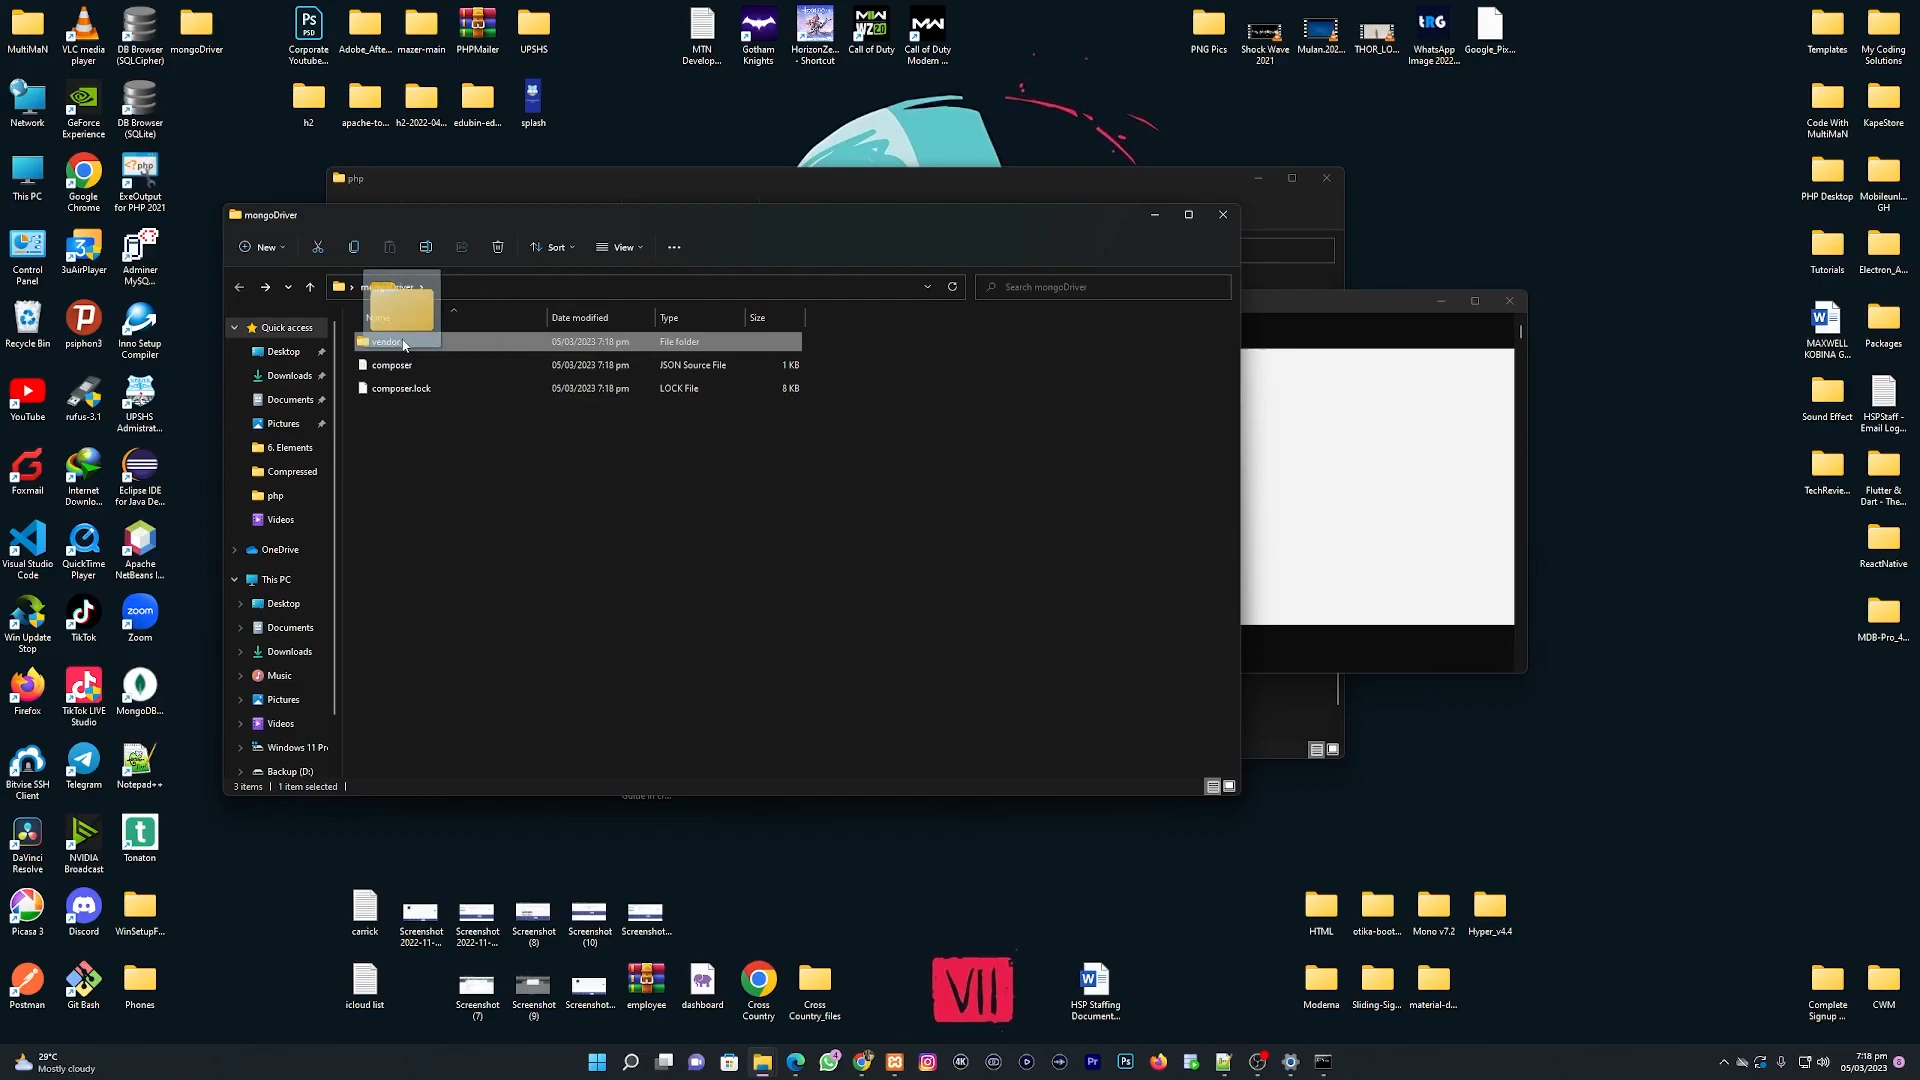 MultiMaN
VLC media
player
DB Browser
(SQLCipher)
mongoDriver
Corporate
Youtube...
Adobe_Afte...
mazer-main
PHPMailer
UPSHS
MTN
Develop...
Gotham
Knights
HorizonZe...
- Shortcut
Call of Duty
Call of Duty
Modern ...
PNG Pics
Shock Wave
2021
Mulan.202...
THOR_LO...
WhatsApp
Image 2022...
Google_Pix...
Templates
My Coding
Solutions
Network
GeForce
Experience
DB Browser
(SQLite)
h2
apache-to...
h2-2022-04...
edubin-ed...
splash
Code With
MultiMaN
KapeStore
This PC
Google
Chrome
ExeOutput
for PHP 2021
PHP Desktop
Mobileunl...
GH
php
mongoDriver
New
Sort
View
Search mongoDriver
Control
Panel
3uAirPlayer
Adminer
MySQ...
Tutorials
Electron_A...
Recycle Bin
psiphon3
Inno Setup
Compiler
MAXWELL
KOBINA G...
Packages
YouTube
rufus-3.1
UPSHS
Admistrat...
Sound Effect
HSPStaff -
Email Log...
Foxmail
Internet
Downlo...
Eclipse IDE
for Java De...
TechRevie...
Flutter &
Dart - The...
Visual Studio
Code
QuickTime
Player
Apache
NetBeans I...
ReactNative
Win Update
Stop
TikTok
Zoom
MDB-Pro_4...
Firefox
TikTok LIVE
Studio
MongoDB...
Bitvise SSH
Client
Telegram
Notepad++
DaVinci
Resolve
NVIDIA
Broadcast
Tonaton
Picasa 3
Discord
WinSetupF...
Postman
Git Bash
Phones
Date modified
Type
Size
vendor
05/03/2023 7:18 pm
File folder
composer
05/03/2023 7:18 pm
JSON Source File
1 KB
composer.lock
05/03/2023 7:18 pm
LOCK File
8 KB
Quick access
Desktop
Downloads
Documents
Pictures
6. Elements
Compressed
php
Videos
OneDrive
This PC
Desktop
Documents
Downloads
Music
Pictures
Videos
Windows 11 Pr
Backup (D:)
3 items
1 item selected
carrick
Screenshot
2022-11-...
Screenshot
2022-11-...
Screenshot
(8)
Screenshot
(10)
Screenshot...
HTML
otika-boot...
Mono v7.2
Hyper_v4.4
icloud list
Screenshot
(7)
Screenshot
(9)
Screenshot...
employee
dashboard
Cross
Country
Cross
Country_files
VII
HSP Staffing
Document...
Moderna
Sliding-Sig...
material-d...
Complete
Signup ...
CWM
29°C
Mostly cloudy
7:18 pm
05/03/2023